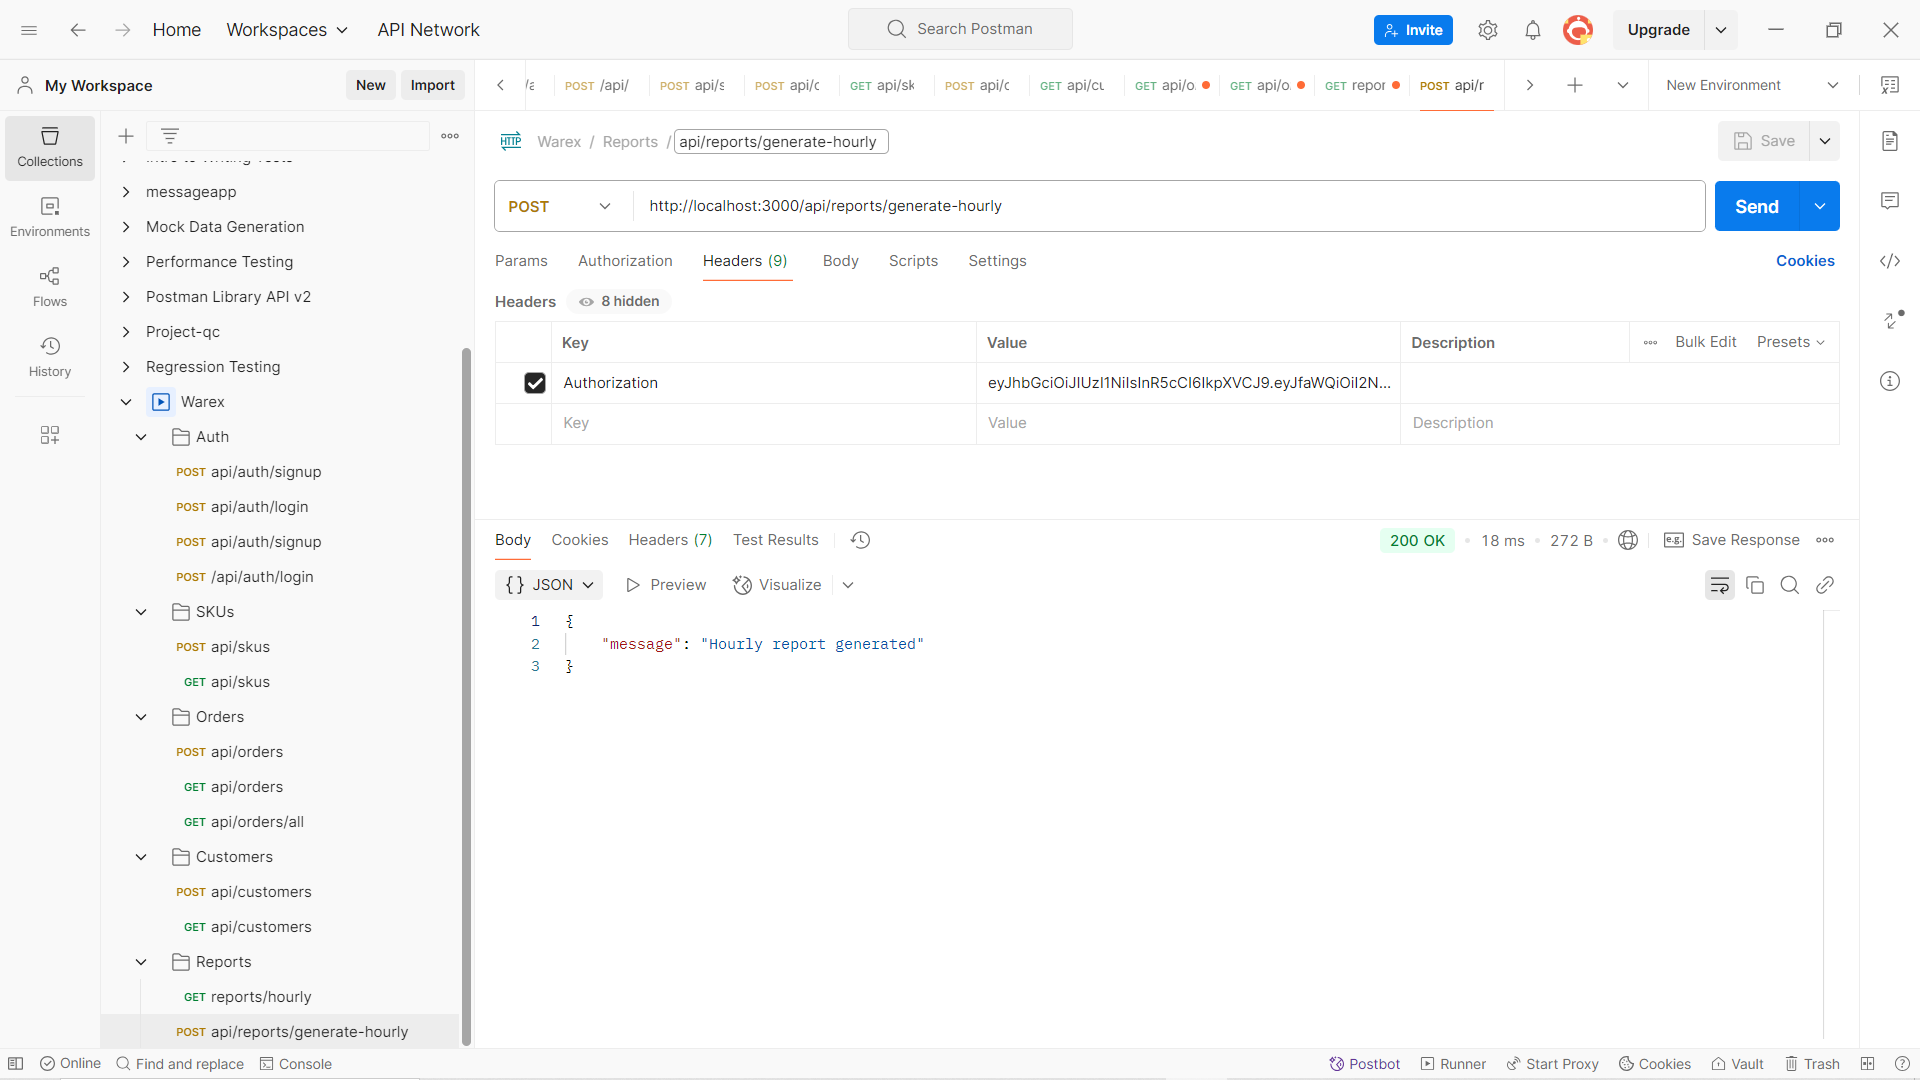 Home
Workspaces
API Network
Search Postman
Invite
Upgrade
My Workspace
New
Import
POST /api/
POST api/s
POST api/c
GET api/sk
POST api/c
GET api/cu
GET api/o.
GET api/o.
GET repor
POST api/r
New Environment
Collections
Environments
Flows
History
Intro to Writing Tests
messageapp
Mock Data Generation
Performance Testing
Postman Library API v2
Project-qc
Regression Testing
Warex
Auth
POST api/auth/signup
POST api/auth/login
POST api/auth/signup
POST /api/auth/login
SKUs
POST api/skus
GET api/skus
Orders
POST api/orders
GET api/orders
GET api/orders/all
Customers
POST api/customers
GET api/customers
Reports
GET reports/hourly
POST api/reports/generate-hourly
HTTP Warex / Reports / api/reports/generate-hourly
Save
POST
http://localhost:3000/api/reports/generate-hourly
Send
Params
Authorization
Headers (9)
Body
Scripts
Settings
Cookies
Headers
8 hidden
Key
Value
Description
Bulk Edit
Presets
Authorization
Key
Value
Description
Body
Cookies
Headers (7)
Test Results
200 OK
18 ms
272 B
e.g. Save Response
{} JSON
Preview
Visualize
1 {
2 "message": "Hourly report generated"
3 }
Online
Find and replace
Console
Postbot
Runner
Start Proxy
Cookies
Vault
Trash